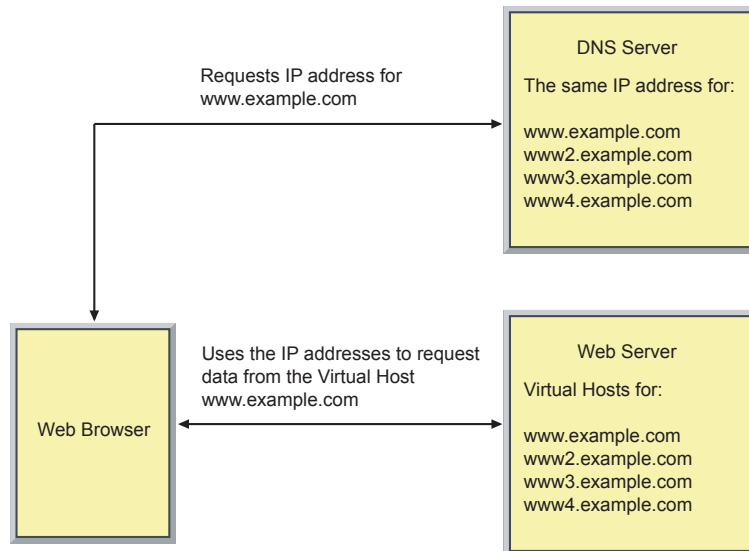 DNS Server
The same IP address for:
www.example.com
www2.example.com
www3.example.com
www4.example.com
Requests IP address for
www.example.com
Web Browser
Uses the IP addresses to request
data from the Virtual Host
www.example.com
Web Server
Virtual Hosts for:
www.example.com
www2.example.com
www3.example.com
www4.example.com